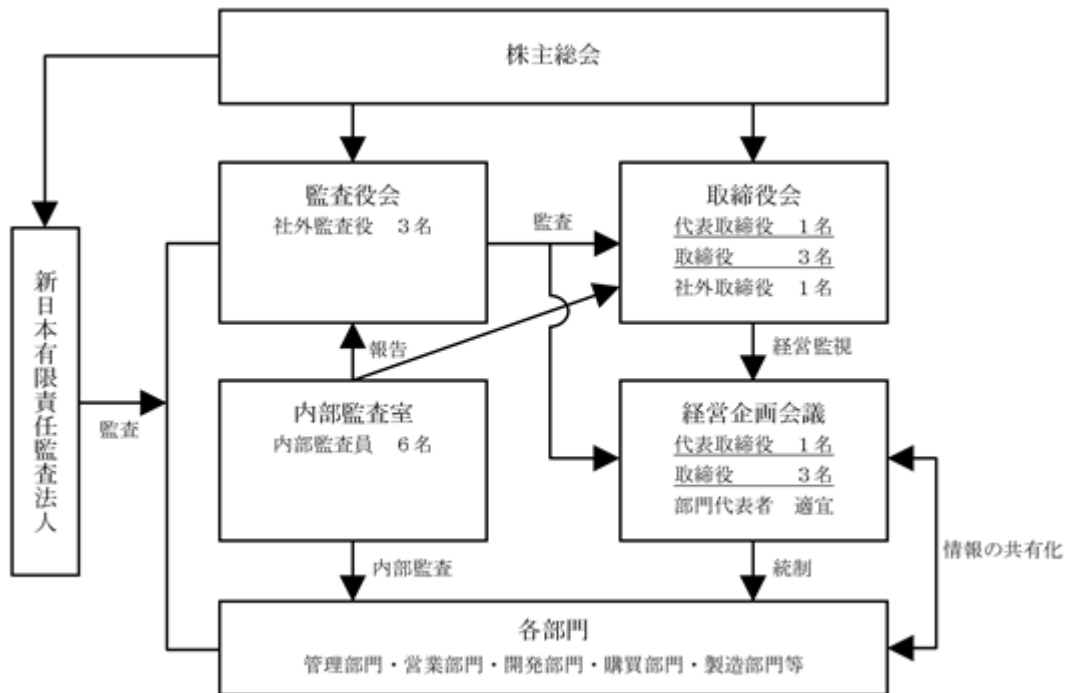 株主総会
監査役会
社外監査役　3名
監査
取締役会
代表取締役　1名
取締役　3名
社外取締役　1名
新日本有限責任監査法人
監査
報告
経営監視
内部監査室
内部監査員　6名
経営企画会議
代表取締役　1名
取締役　3名
部門代表者　適宜
情報の共有化
内部監査
統制
各部門
管理部門・営業部門・開発部門・購買部門・製造部門等